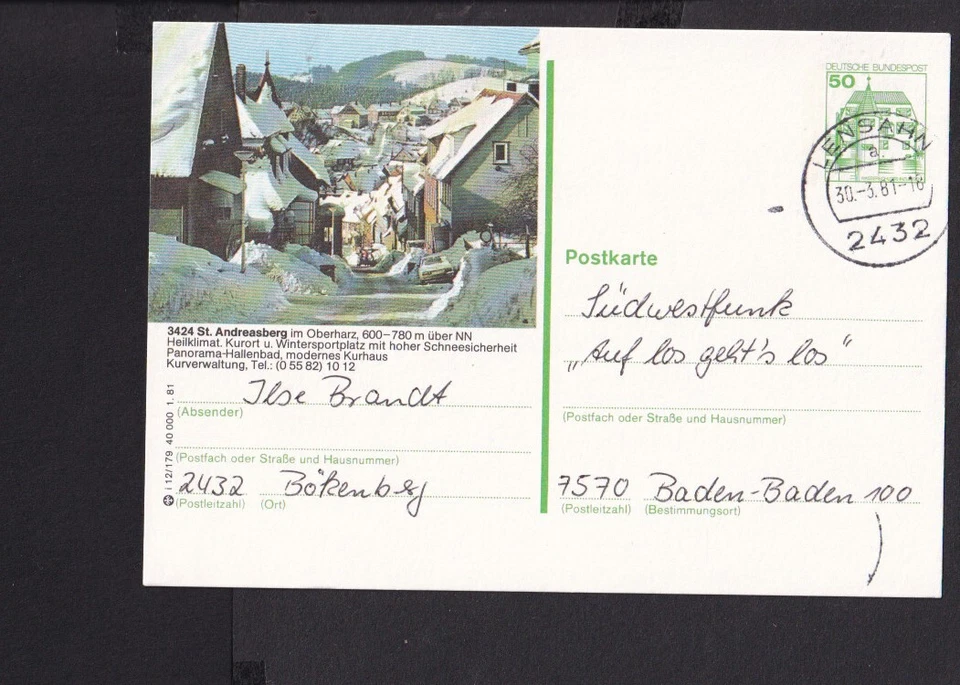 DEUTSCHE BUNDESPOST
50
LENSAHN
a
30.-3.81-18
2432
Postkarte
3424 St. Andreasberg im Oberharz, 600–780 m über NN
Heilklimat. Kurort u. Wintersportplatz mit hoher Schneesicherheit
Panorama-Hallenbad, modernes Kurhaus
Kurverwaltung, Tel.: (0 55 82) 10 12
Ilse Brandt
(Absender)
(Postfach oder Straße und Hausnummer)
2432 Bökenberg
(Postleitzahl) (Ort)
i 12/179 40 000 1. 81
Südwestfunk
„Auf los geht's los“
(Postfach oder Straße und Hausnummer)
7570 Baden-Baden 100
(Postleitzahl) (Bestimmungsort)